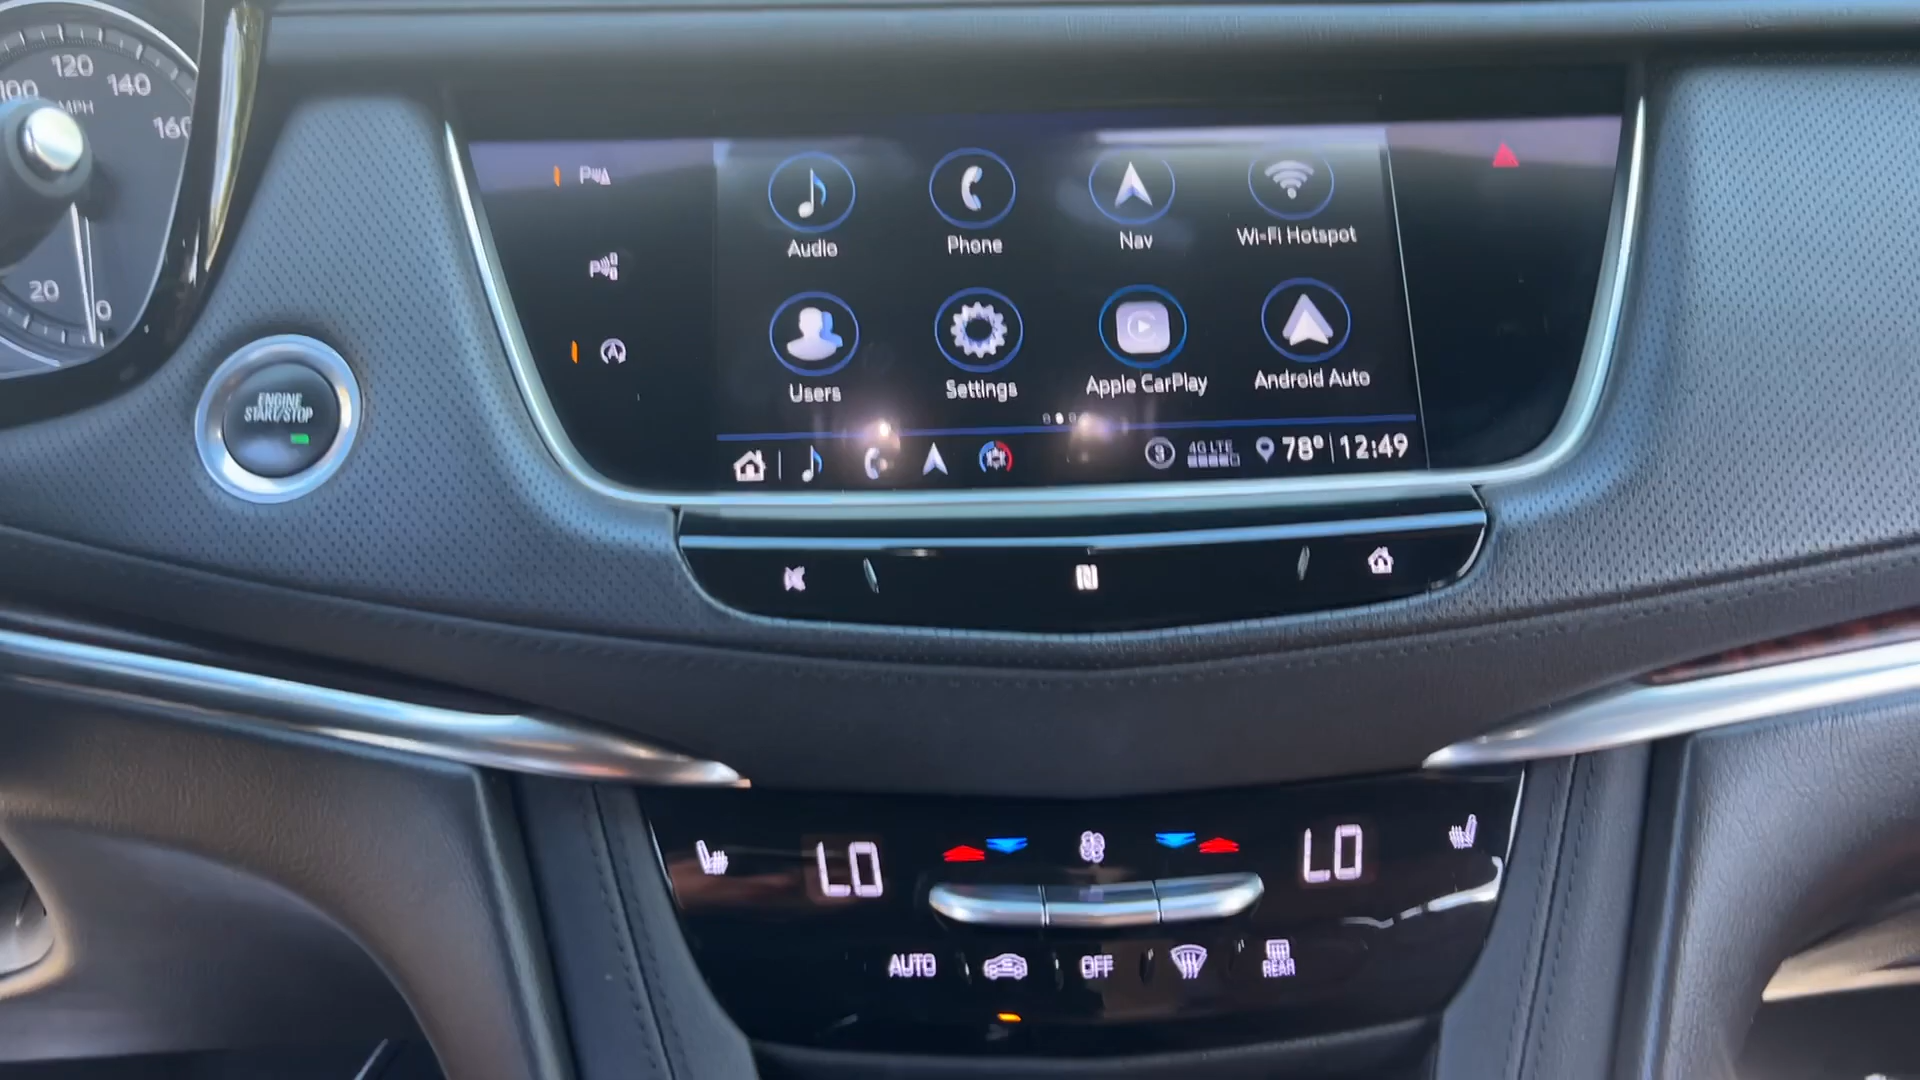 100
120
140
160
MPH
20
0
ENGINE
START/STOP
Audio
Phone
Nav
Wi-Fi Hotspot
Users
Settings
Apple CarPlay
Android Auto
4G LTE
78° 12:49
LO
LO
AUTO
OFF
REAR